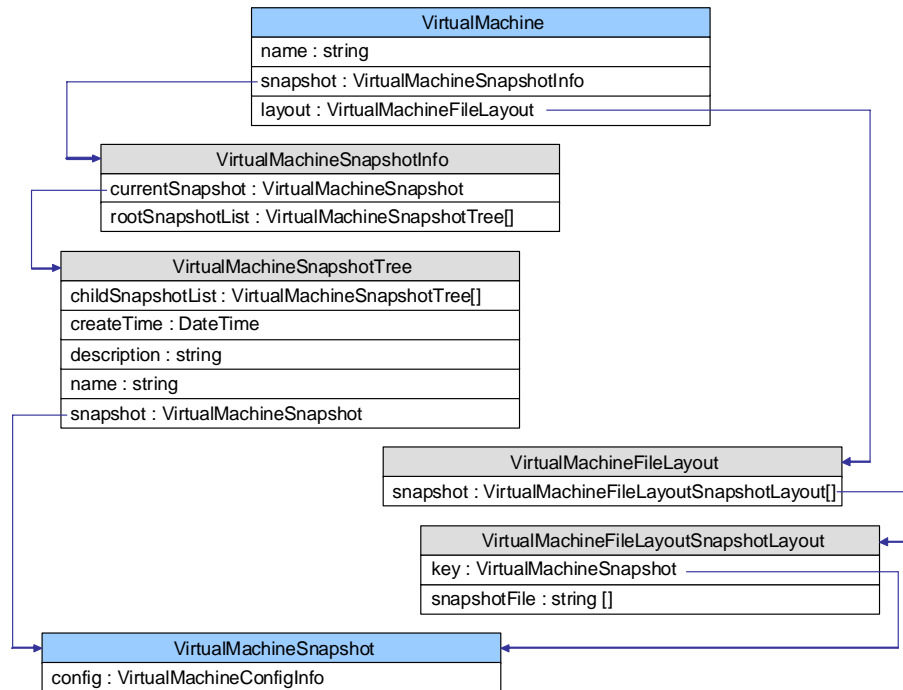 VirtualMachine
name : string
snapshot : VirtualMachineSnapshotInfo
layout : VirtualMachineFileLayout
VirtualMachineSnapshotInfo
currentSnapshot : VirtualMachineSnapshot
rootSnapshotList : VirtualMachineSnapshotTree[]
VirtualMachineSnapshotTree
childSnapshotList : VirtualMachineSnapshotTree[]
createTime : DateTime
description : string
name : string
snapshot : VirtualMachineSnapshot
VirtualMachineFileLayout
snapshot : VirtualMachineFileLayoutSnapshotLayout[]
VirtualMachineFileLayoutSnapshotLayout
key : VirtualMachineSnapshot
snapshotFile : string []
VirtualMachineSnapshot
config : VirtualMachineConfigInfo